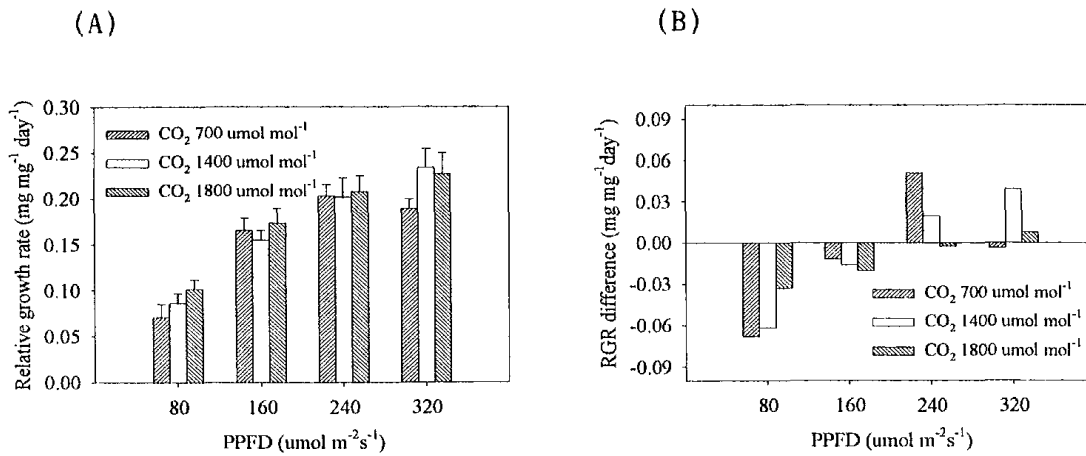 (A)
Relative growth rate (mg mg⁻¹ day⁻¹)
0.30
0.25
0.20
0.15
0.10
0.05
0.00
CO₂ 700 umol mol⁻¹
CO₂ 1400 umol mol⁻¹
CO₂ 1800 umol mol⁻¹
80 160 240 320
PPFD (umol m⁻²s⁻¹)
(B)
RGR difference (mg mg⁻¹day⁻¹)
0.09
0.06
0.03
0.00
-0.03
-0.06
-0.09
CO₂ 700 umol mol⁻¹
CO₂ 1400 umol mol⁻¹
CO₂ 1800 umol mol⁻¹
80 160 240 320
PPFD (umol m⁻²s⁻¹)